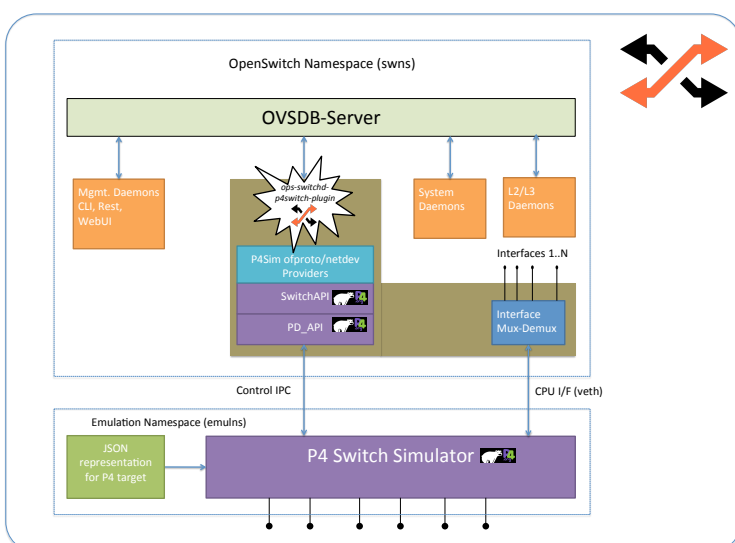 OpenSwitch Namespace (swns)
OVSDB-Server
Mgmt. Daemons
CLI, Rest,
WebUI
ops-switchd-
p4switch-plugin
System
Daemons
L2/L3
Daemons
P4Sim ofproto/netdev
Providers
SwitchAPI
P4
PD_API
P4
Interfaces 1..N
Interface
Mux-Demux
Control IPC
CPU I/F (veth)
Emulation Namespace (emulns)
JSON
representation
for P4 target
P4 Switch Simulator
P4